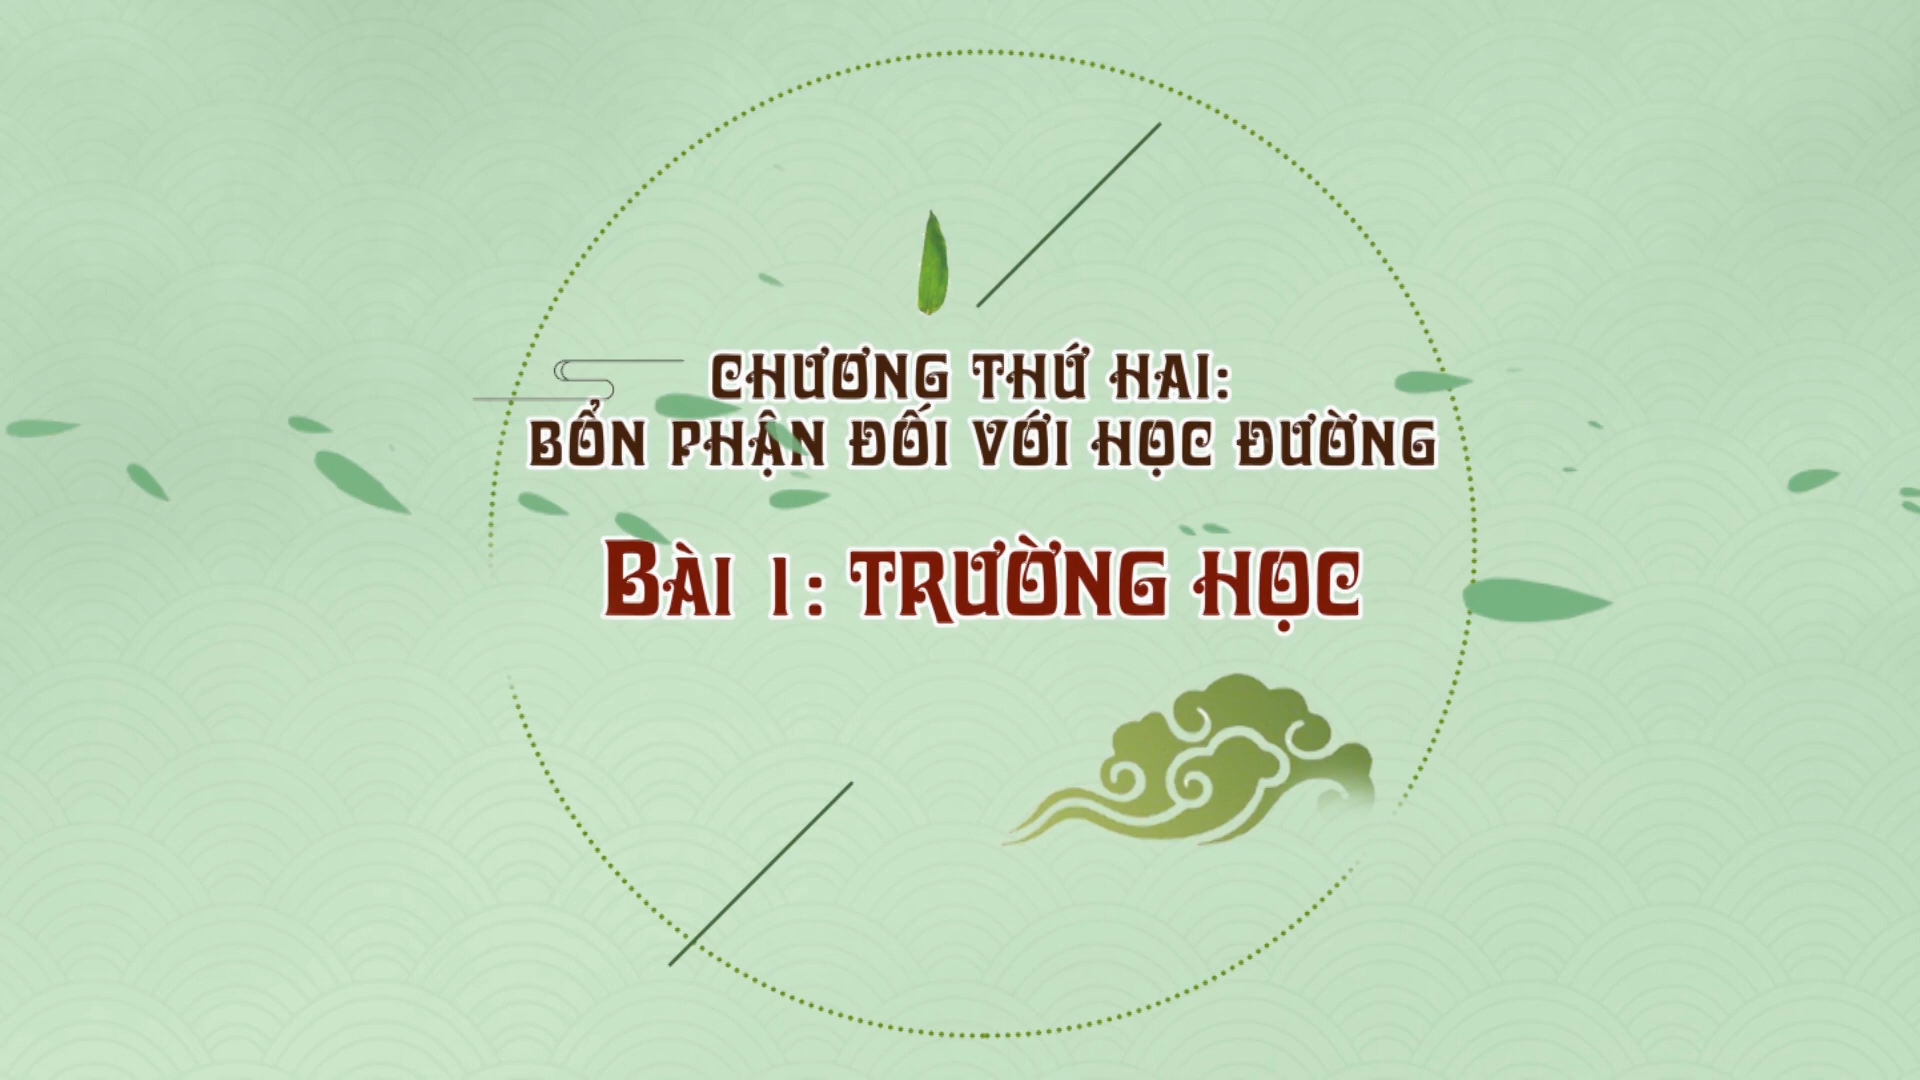 CHƯƠNG THỨ HAI:
BỔN PHẬN ĐỐI VỚI HỌC ĐƯỜNG
BÀI 1: TRƯỜNG HỌC